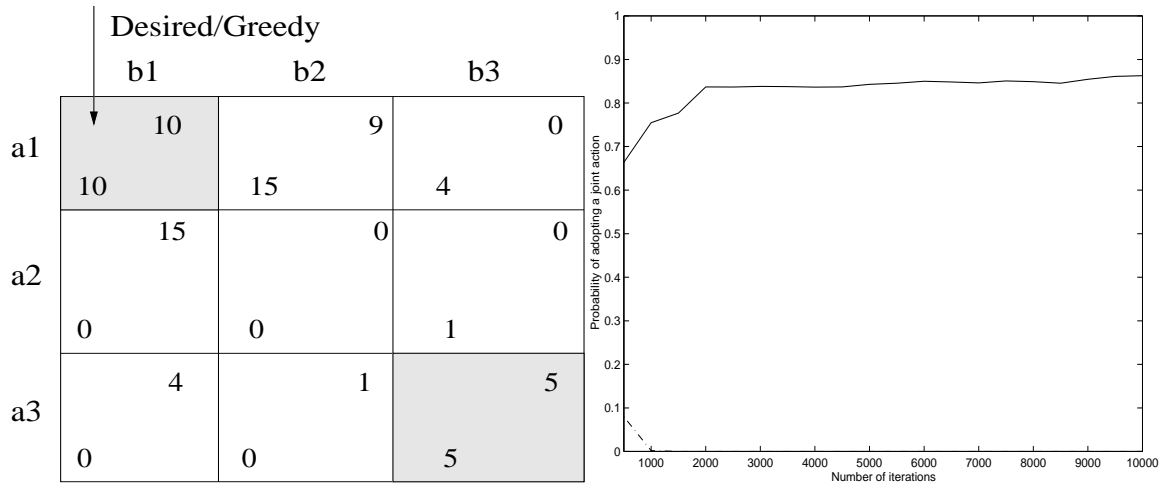 Desired/Greedy
b1 b2 b3
a1
10 9 0
10 15 4
a2
15 0 0
0 0 1
a3
4 1 5
0 0 5
Probability of adopting a joint action
1
0.9
0.8
0.7
0.6
0.5
0.4
0.3
0.2
0.1
0
1000 2000 3000 4000 5000 6000 7000 8000 9000 10000
Number of iterations